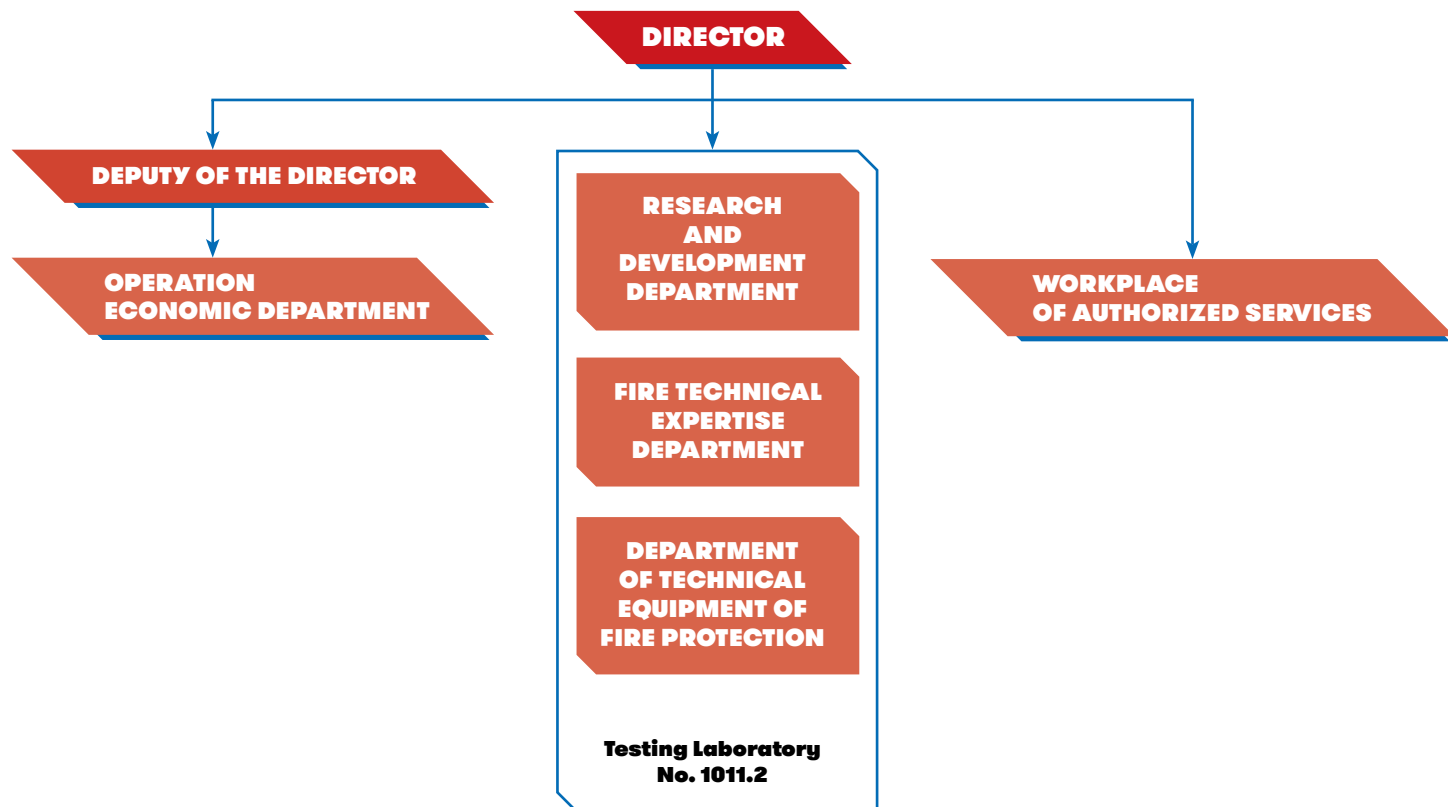 DIRECTOR
DEPUTY OF THE DIRECTOR
OPERATION
ECONOMIC DEPARTMENT
RESEARCH
AND
DEVELOPMENT
DEPARTMENT
FIRE TECHNICAL
EXPERTISE
DEPARTMENT
DEPARTMENT
OF TECHNICAL
EQUIPMENT OF
FIRE PROTECTION
Testing Laboratory
No. 1011.2
WORKPLACE
OF AUTHORIZED SERVICES